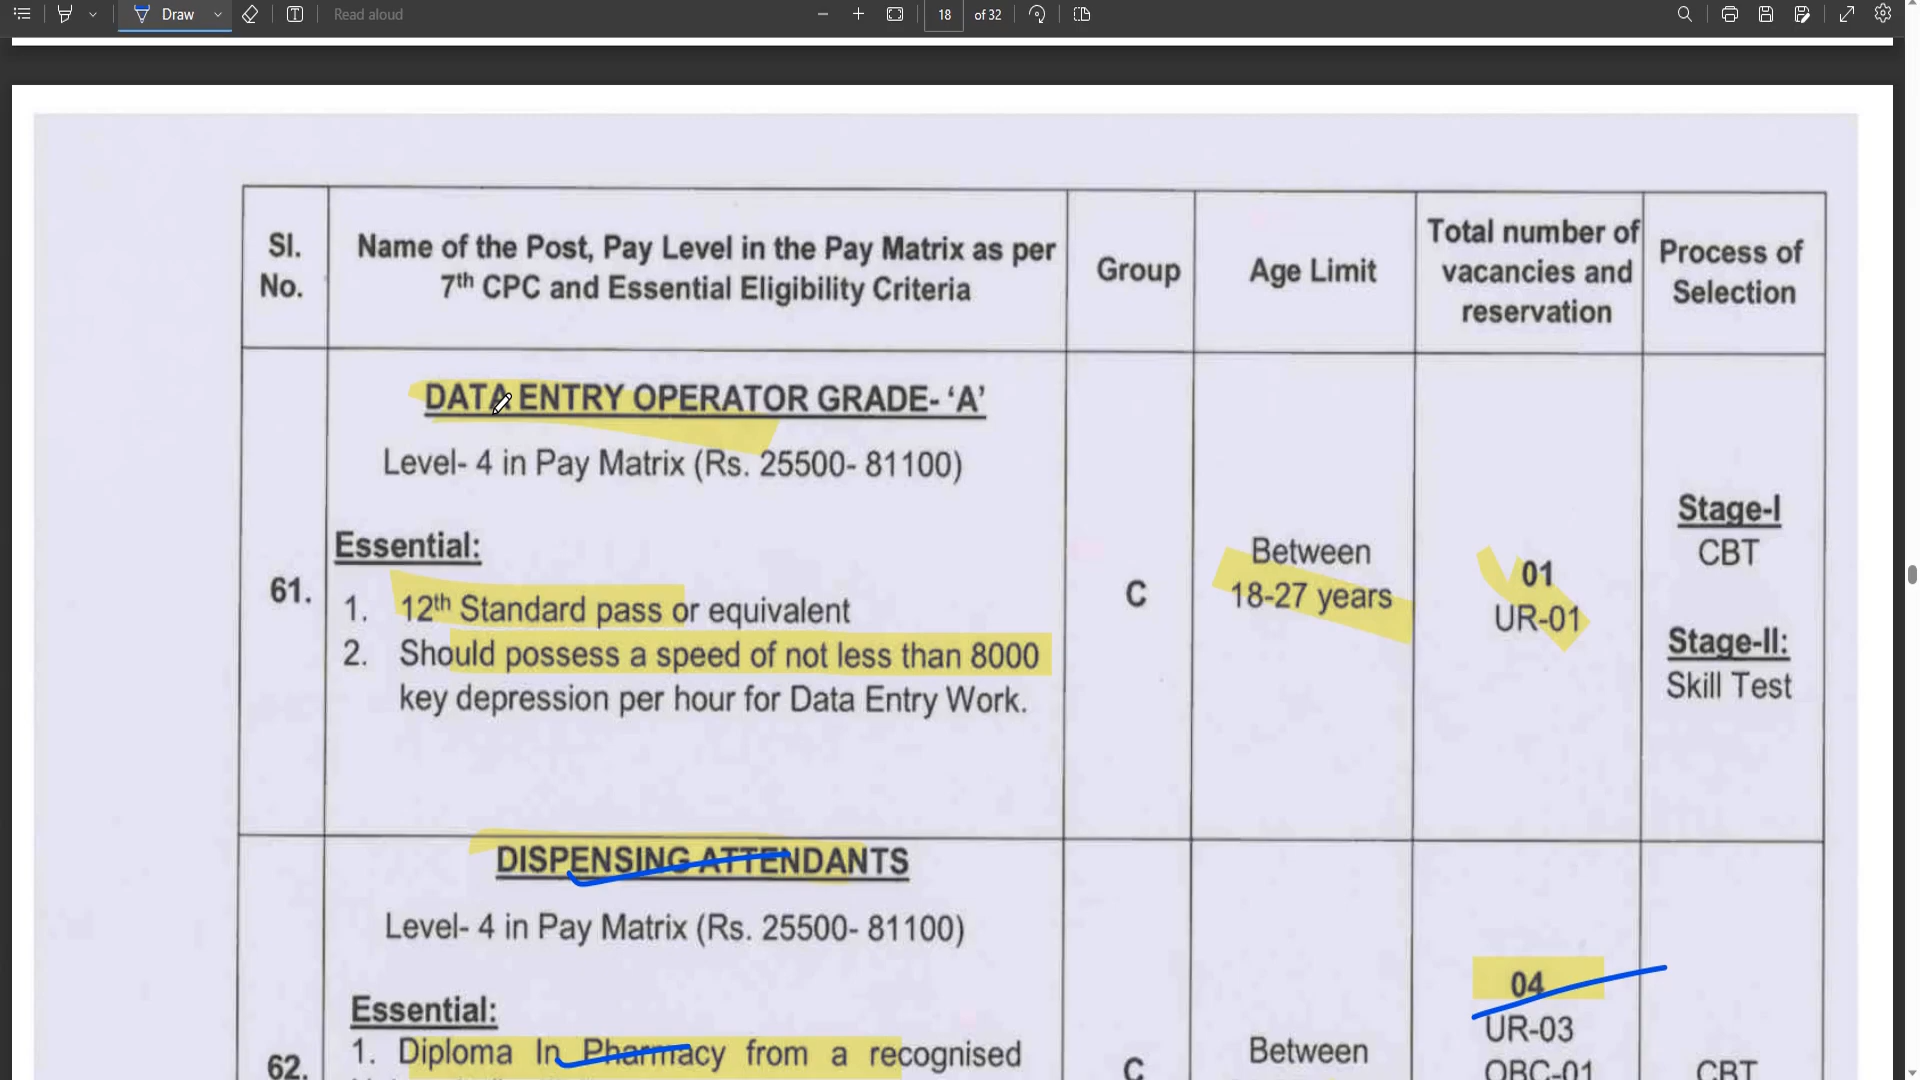 Draw
Read aloud
18 of 32
Sl. No.
Name of the Post, Pay Level in the Pay Matrix as per
7th CPC and Essential Eligibility Criteria
Group
Age Limit
Total number of
vacancies and
reservation
Process of
Selection
61.
DATA ENTRY OPERATOR GRADE- ‘A’
Level- 4 in Pay Matrix (Rs. 25500- 81100)
Essential:
1. 12th Standard pass or equivalent
2. Should possess a speed of not less than 8000
key depression per hour for Data Entry Work.
C
Between
18-27 years
01
UR-01
Stage-I
CBT
Stage-II:
Skill Test
62.
DISPENSING ATTENDANTS
Level- 4 in Pay Matrix (Rs. 25500- 81100)
Essential:
1. Diploma In Pharmacy from a recognised
C
Between
04
UR-03
OBC-01
CBT